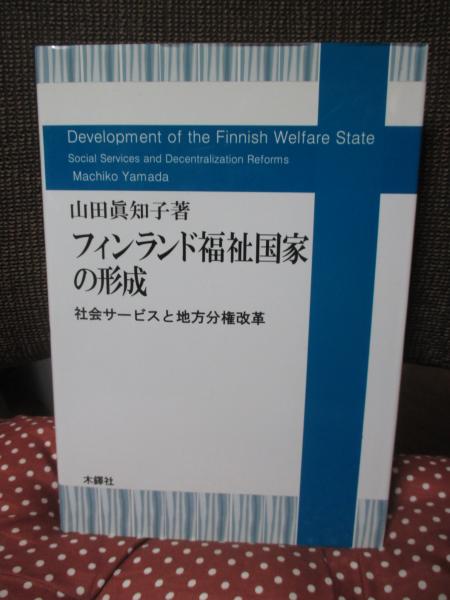 Development of the Finnish Welfare State
Social Services and Decentralization Reforms
Machiko Yamada
山田眞知子著
フィンランド福祉国家
の形成
社会サービスと地方分権改革
木鐸社